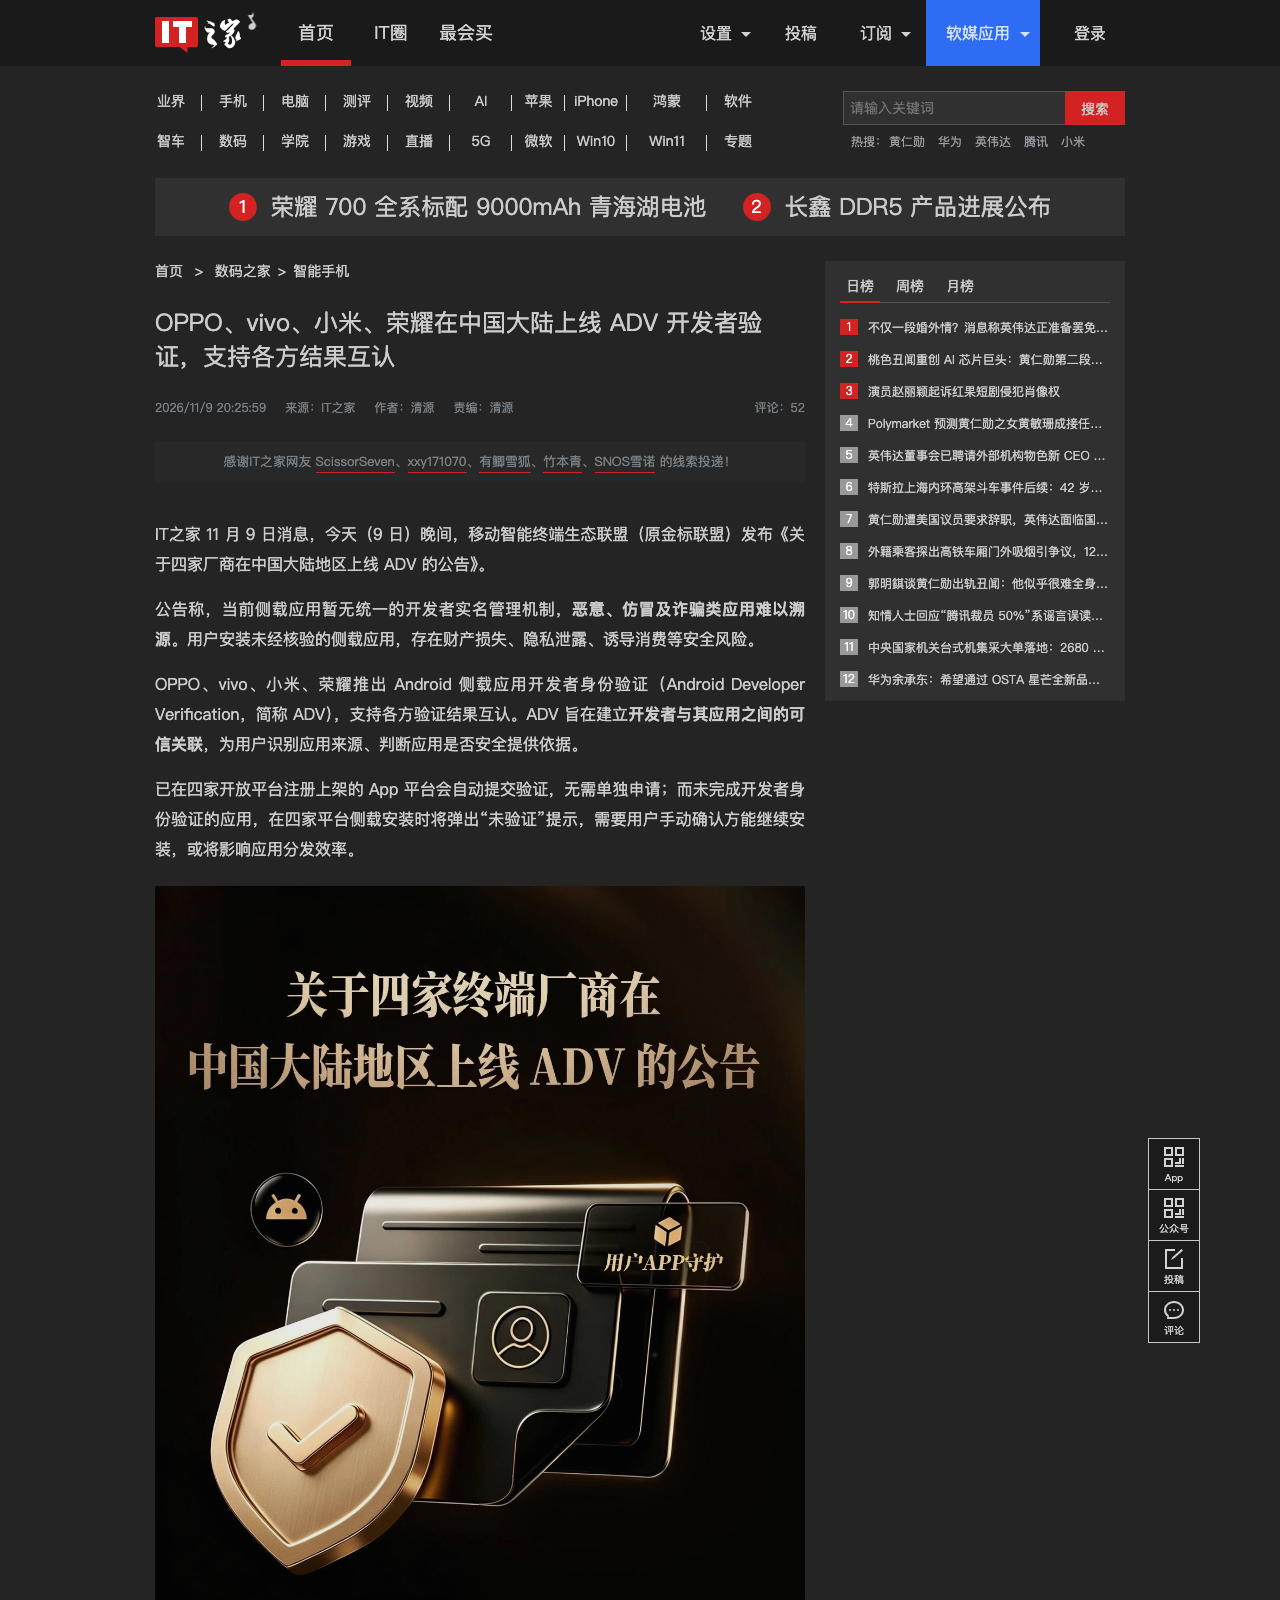 IT之家
首页
IT圈
最会买
设置
投稿
订阅
软媒应用
登录
业界 手机 电脑 测评 视频 AI 苹果 iPhone 鸿蒙 软件
智车 数码 学院 游戏 直播 5G 微软 Win10 Win11 专题
请输入关键词
搜索
热搜： 黄仁勋 华为 英伟达 腾讯 小米
1 荣耀 700 全系标配 9000mAh 青海湖电池
2 长鑫 DDR5 产品进展公布
首页 > 数码之家 > 智能手机
OPPO、vivo、小米、荣耀在中国大陆上线 ADV 开发者验
证，支持各方结果互认
2026/11/9 20:25:59 来源：IT之家 作者：清源 责编：清源
评论：52
感谢IT之家网友 ScissorSeven、xxy171070、有鲫雪狐、竹本青、SNOS雪诺 的线索投递！
IT之家 11 月 9 日消息，今天（9 日）晚间，移动智能终端生态联盟（原金标联盟）发布《关
于四家厂商在中国大陆地区上线 ADV 的公告》。
公告称，当前侧载应用暂无统一的开发者实名管理机制，恶意、仿冒及诈骗类应用难以溯
源。用户安装未经核验的侧载应用，存在财产损失、隐私泄露、诱导消费等安全风险。
OPPO、vivo、小米、荣耀推出 Android 侧载应用开发者身份验证（Android Developer
Verification，简称 ADV），支持各方验证结果互认。ADV 旨在建立开发者与其应用之间的可
信关联，为用户识别应用来源、判断应用是否安全提供依据。
已在四家开放平台注册上架的 App 平台会自动提交验证，无需单独申请；而未完成开发者身
份验证的应用，在四家平台侧载安装时将弹出“未验证”提示，需要用户手动确认方能继续安
装，或将影响应用分发效率。
关于四家终端厂商在
中国大陆地区上线 ADV 的公告
用户APP守护
日榜 周榜 月榜
1 不仅一段婚外情？消息称英伟达正准备罢免...
2 桃色丑闻重创 AI 芯片巨头：黄仁勋第二段...
3 演员赵丽颖起诉红果短剧侵犯肖像权
4 Polymarket 预测黄仁勋之女黄敏珊成接任...
5 英伟达董事会已聘请外部机构物色新 CEO ...
6 特斯拉上海内环高架斗车事件后续：42 岁...
7 黄仁勋遭美国议员要求辞职，英伟达面临国...
8 外籍乘客探出高铁车厢门外吸烟引争议，12...
9 郭明錤谈黄仁勋出轨丑闻：他似乎很难全身...
10 知情人士回应“腾讯裁员 50%”系谣言误读...
11 中央国家机关台式机集采大单落地：2680 ...
12 华为余承东：希望通过 OSTA 星芒全新品...
App
公众号
投稿
评论